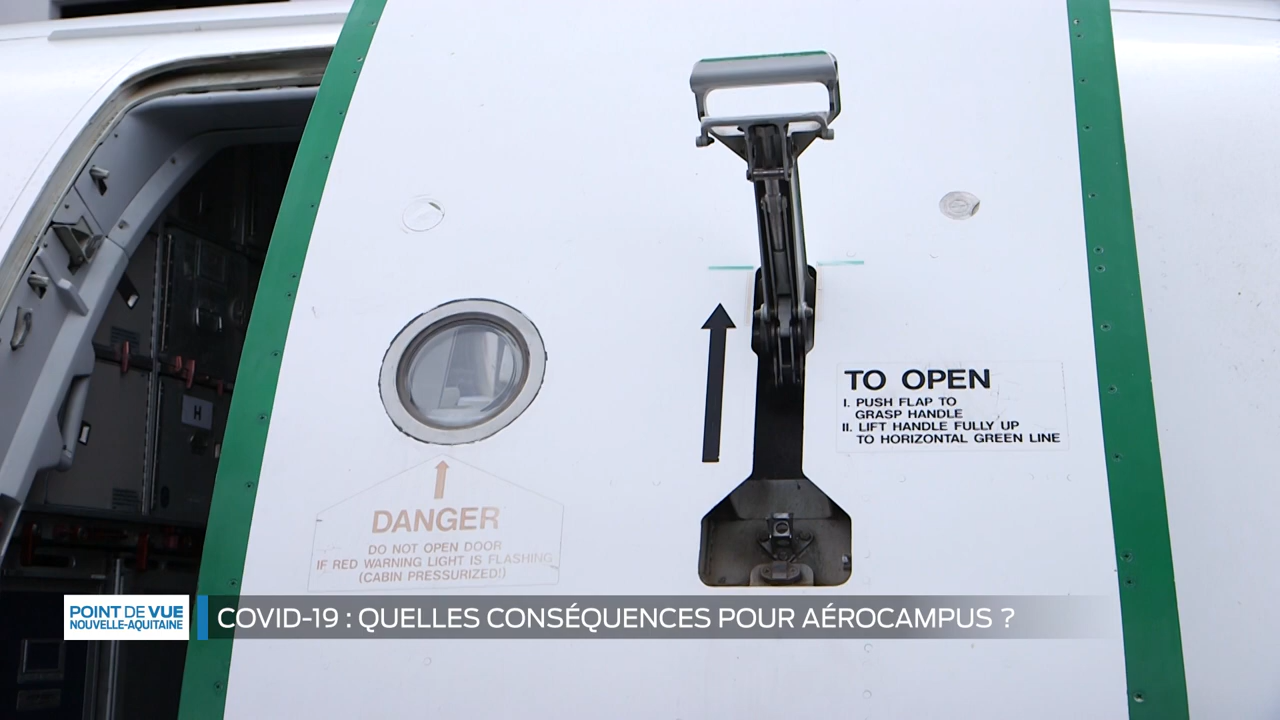 H
TO OPEN
I. PUSH FLAP TO
GRASP HANDLE
II. LIFT HANDLE FULLY UP
TO HORIZONTAL GREEN LINE
DANGER
DO NOT OPEN DOOR
IF RED WARNING LIGHT IS FLASHING
(CABIN PRESSURIZED!)
POINT DE VUE
NOUVELLE-AQUITAINE
COVID-19 : QUELLES CONSÉQUENCES POUR AÉROCAMPUS ?